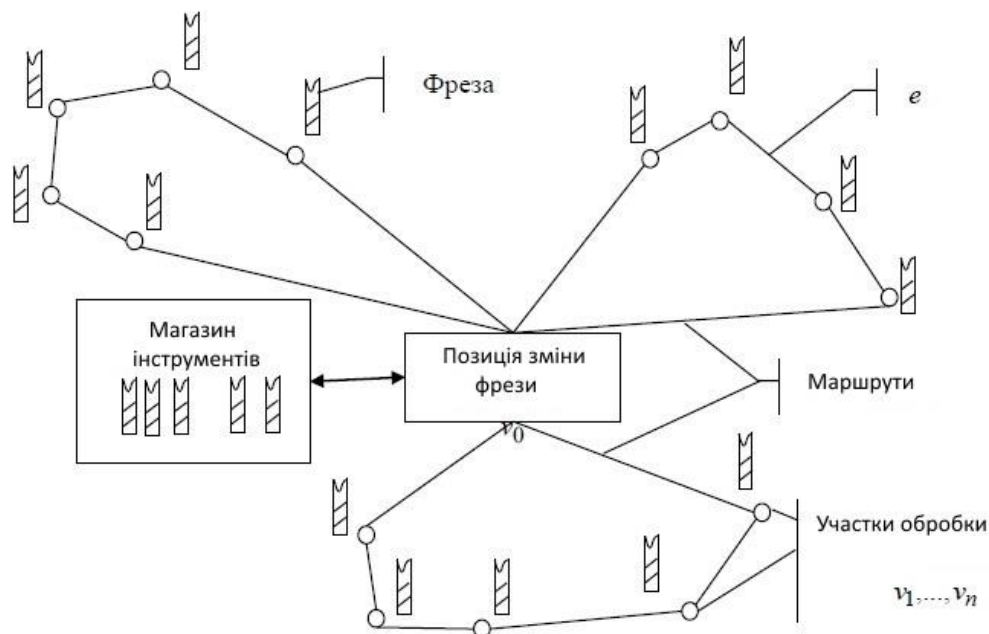 Фреза
e
Магазин
інструментів
Позиція зміни
фрези
v0
Маршрути
Участки обробки
v1,...,vn